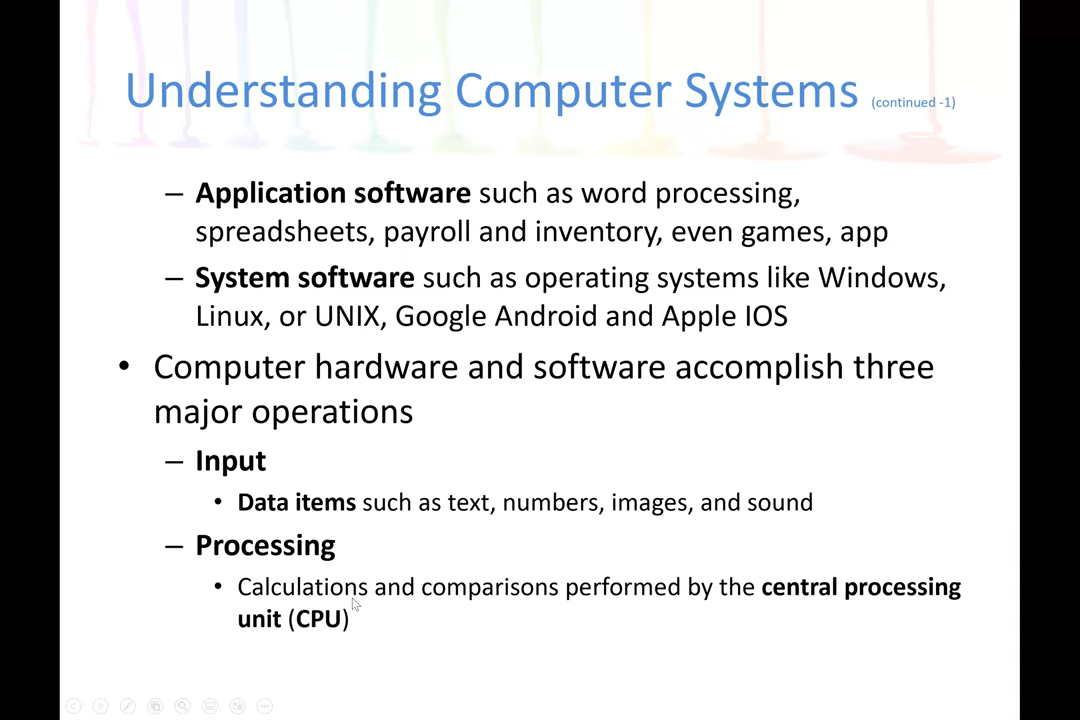 Understanding Computer Systems (continued -1)
– Application software such as word processing,
spreadsheets, payroll and inventory, even games, app
– System software such as operating systems like Windows,
Linux, or UNIX, Google Android and Apple IOS
• Computer hardware and software accomplish three
major operations
– Input
• Data items such as text, numbers, images, and sound
– Processing
• Calculations and comparisons performed by the central processing
unit (CPU)